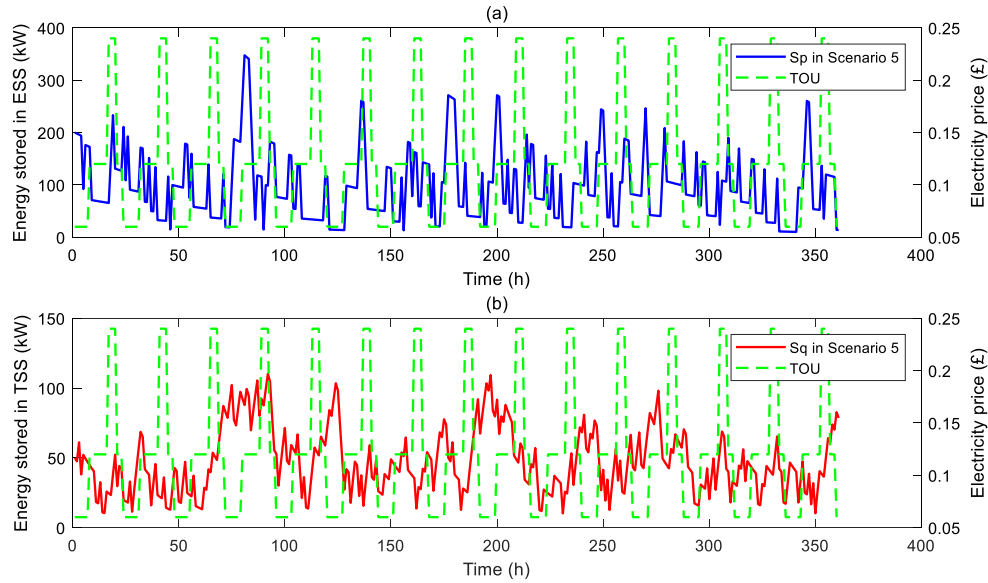 (a)
400
300
200
100
0
Energy stored in ESS (kW)
0.25
0.2
0.15
0.1
0.05
Electricity price (£)
Sp in Scenario 5
TOU
0 50 100 150 200 250 300 350 400
Time (h)
(b)
150
100
50
0
Energy stored in TSS (kW)
0.25
0.2
0.15
0.1
0.05
Electricity price (£)
Sq in Scenario 5
TOU
0 50 100 150 200 250 300 350 400
Time (h)